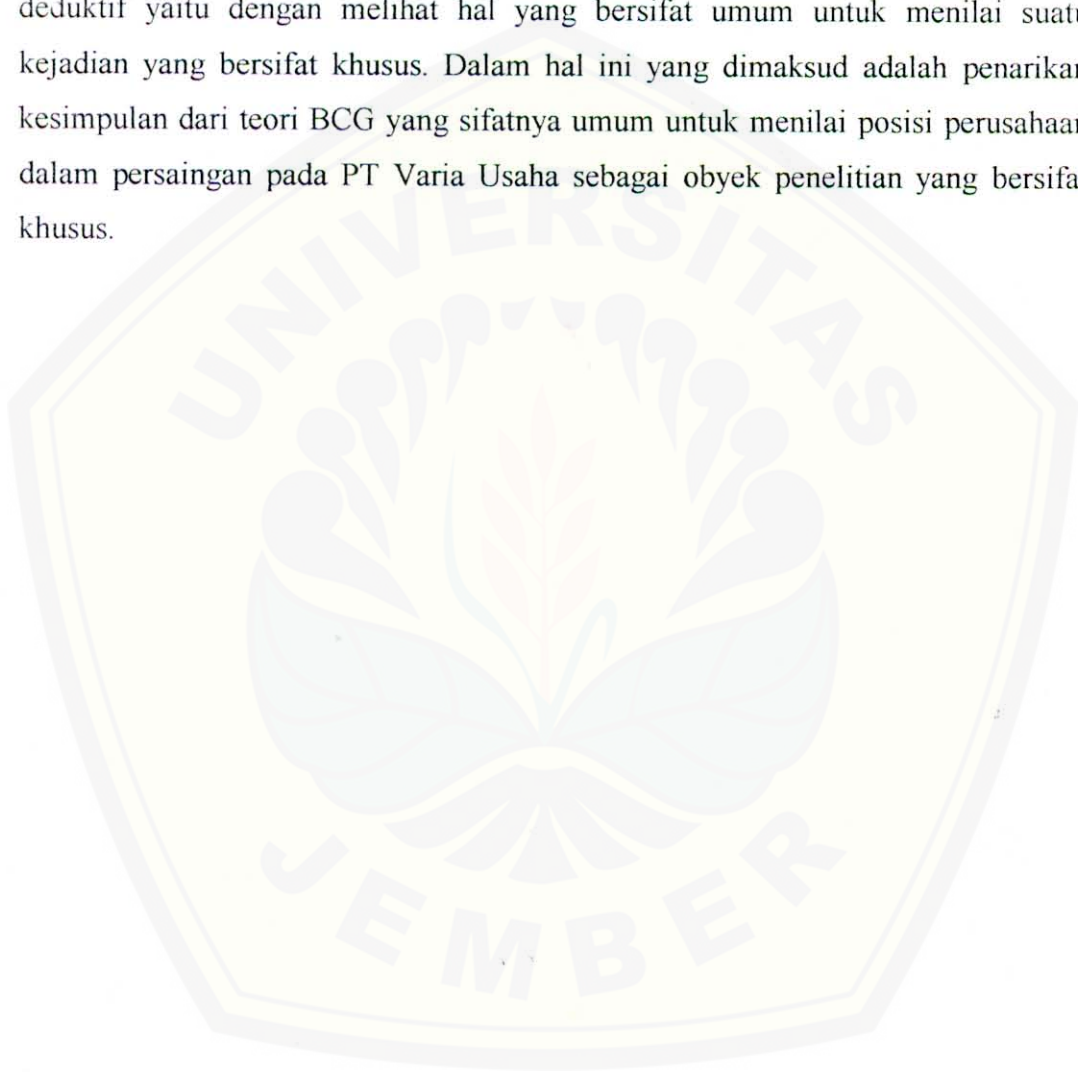 deduktif yaitu dengan melihat hal yang bersifat umum untuk menilai suatu
kejadian yang bersifat khusus. Dalam hal ini yang dimaksud adalah penarikan
kesimpulan dari teori BCG yang sifatnya umum untuk menilai posisi perusahaan
dalam persaingan pada PT Varia Usaha sebagai obyek penelitian yang bersifat
khusus.
UNIVERSITAS
JEMBER